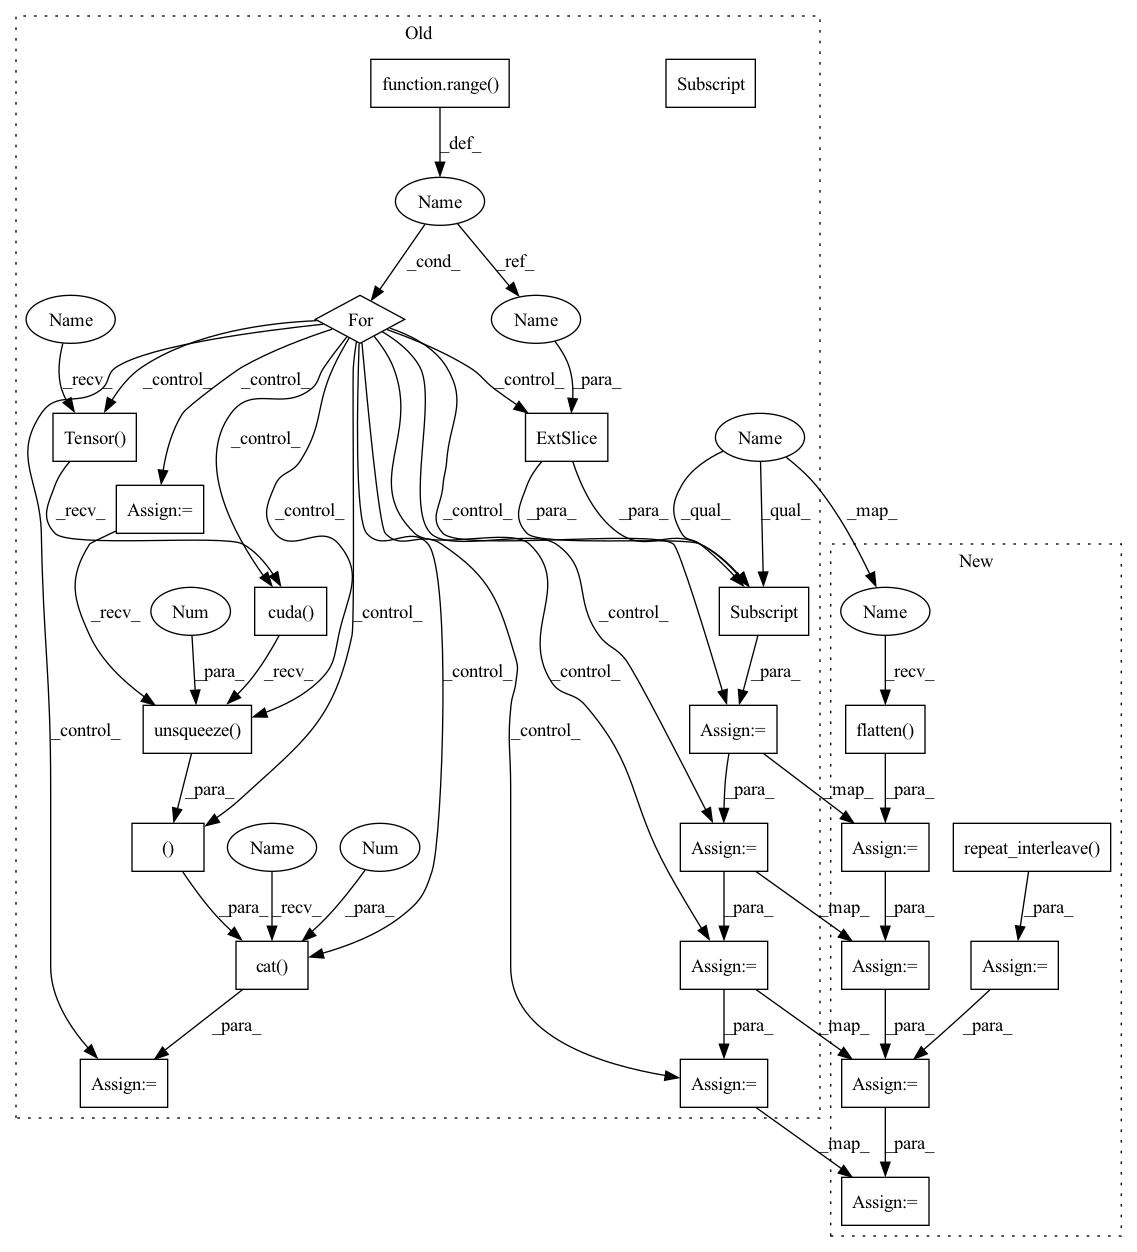 Old
function.range()
Subscript
_def_
Name
_cond_
_ref_
Name
For
Name
_recv_
_control_
_control_
_control_
_para_
Tensor()
ExtSlice
Name
_control_
_recv_
Assign:=
_control_
_control_
_para_
_para_
_qual_
_qual_
_map_
New
Num
cuda()
Subscript
Name
_recv_
_control_
_control_
_para_
_recv_
_control_
_control_
_para_
_recv_
_control_
unsqueeze()
_control_
Assign:=
flatten()
_para_
_para_
_map_
_para_
()
Name
Num
Assign:=
Assign:=
repeat_interleave()
_para_
_recv_
_para_
_para_
_map_
_para_
_para_
cat()
Assign:=
Assign:=
Assign:=
_para_
_para_
_map_
_para_
_para_
Assign:=
Assign:=
Assign:=
_map_
_para_
Assign:=